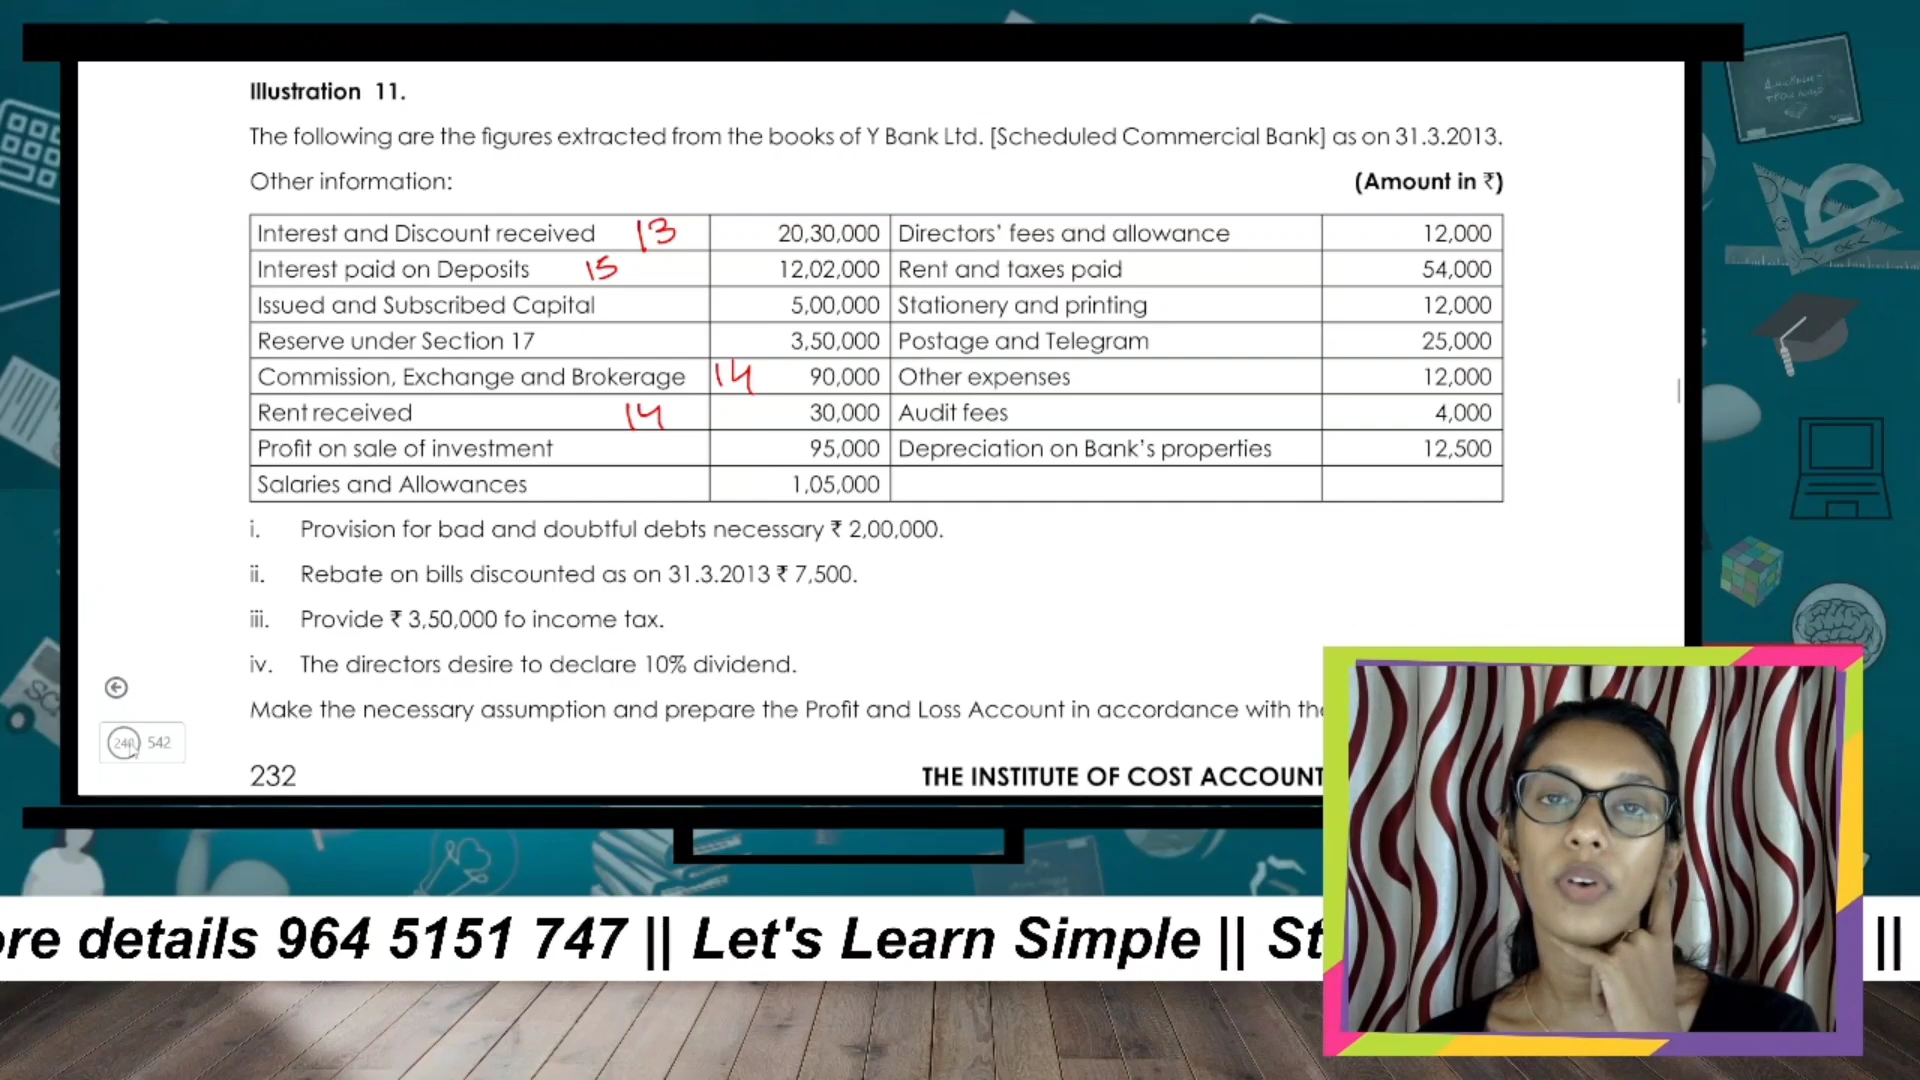 Illustration 11.
The following are the figures extracted from the books of Y Bank Ltd. [Scheduled Commercial Bank] as on 31.3.2013.
Other information: (Amount in ₹)
Interest and Discount received 13 20,30,000 Directors' fees and allowance 12,000
Interest paid on Deposits 15 12,02,000 Rent and taxes paid 54,000
Issued and Subscribed Capital 5,00,000 Stationery and printing 12,000
Reserve under Section 17 3,50,000 Postage and Telegram 25,000
Commission, Exchange and Brokerage 14 90,000 Other expenses 12,000
Rent received 14 30,000 Audit fees 4,000
Profit on sale of investment 95,000 Depreciation on Bank's properties 12,500
Salaries and Allowances 1,05,000
i. Provision for bad and doubtful debts necessary ₹ 2,00,000.
ii. Rebate on bills discounted as on 31.3.2013 ₹ 7,500.
iii. Provide ₹ 3,50,000 fo income tax.
iv. The directors desire to declare 10% dividend.
Make the necessary assumption and prepare the Profit and Loss Account in accordance with the
542
232 THE INSTITUTE OF COST ACCOUNT
re details 964 5151 747 || Let's Learn Simple || St ||